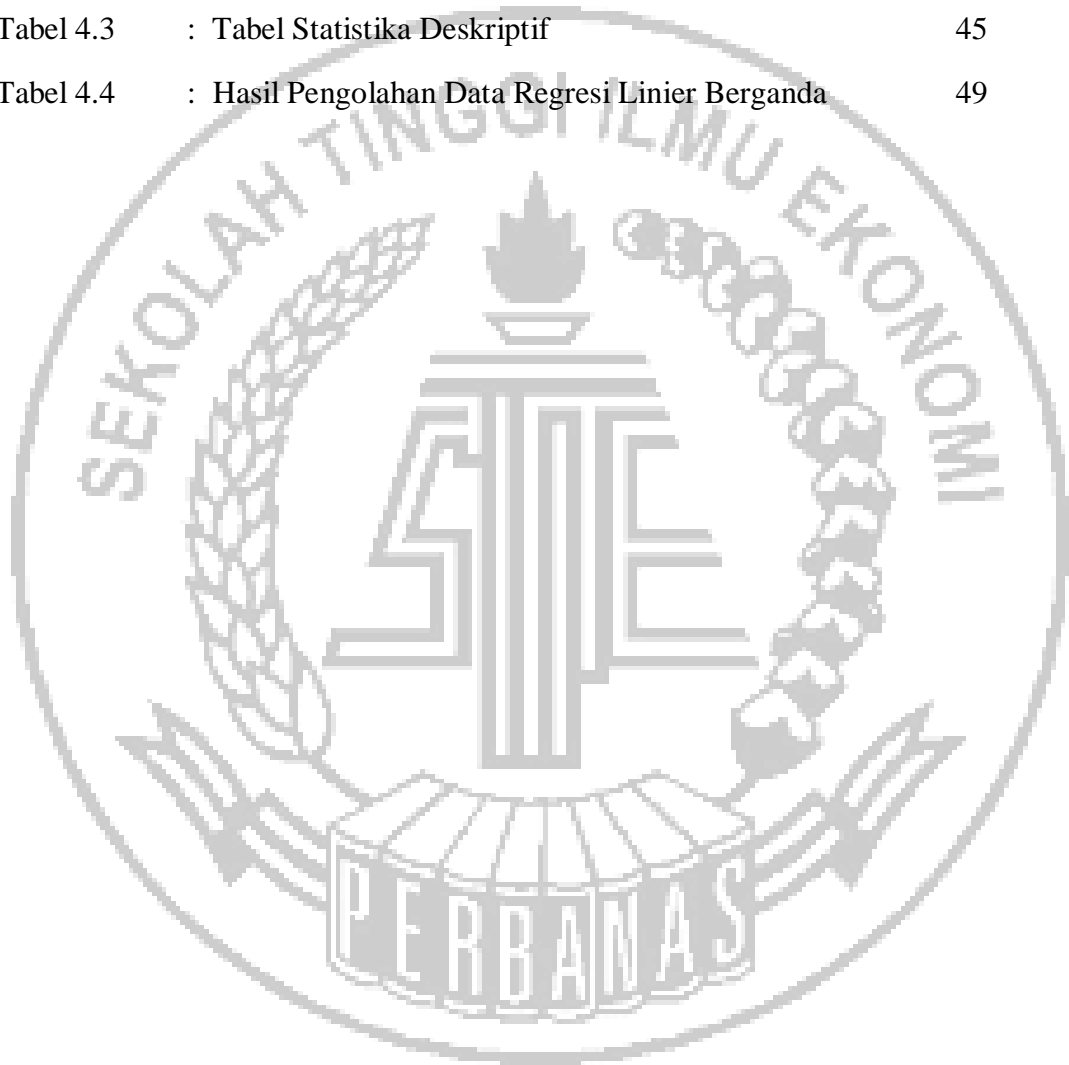 Tabel 4.3 : Tabel Statistika Deskriptif 45
Tabel 4.4 : Hasil Pengolahan Data Regresi Linier Berganda 49
SEKOLAH TINGGI ILMU EKONOMI
STIE
PERBANAS